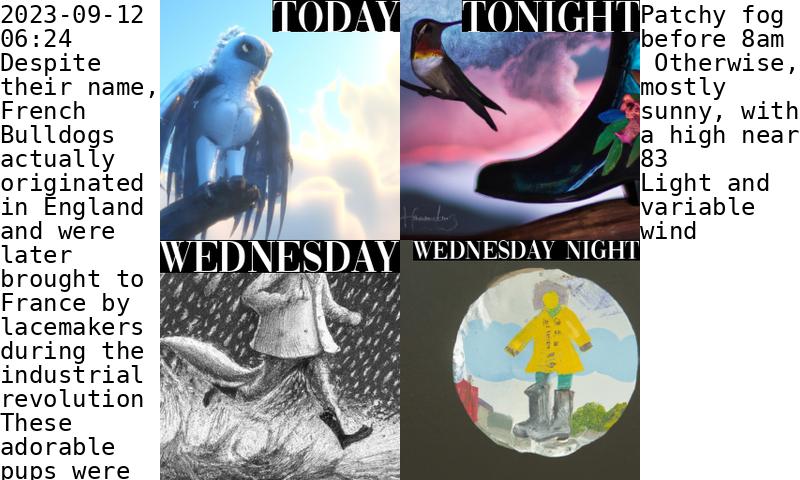 2023-09-12
06:24
Despite
their name,
French
Bulldogs
actually
originated
in England
and were
later
brought to
France by
lacemakers
during the
industrial
revolution
These
adorable
pups were
TODAY
TONIGHT
WEDNESDAY
WEDNESDAY NIGHT
Patchy fog
before 8am
Otherwise,
mostly
sunny, with
a high near
83
Light and
variable
wind